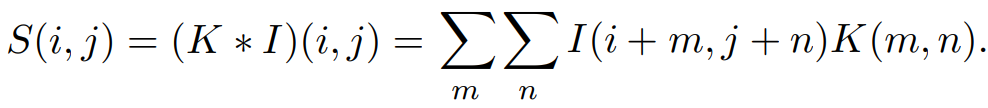 S(i, j) = (K ∗ I)(i, j) = ∑_m ∑_n I(i + m, j + n)K(m, n).